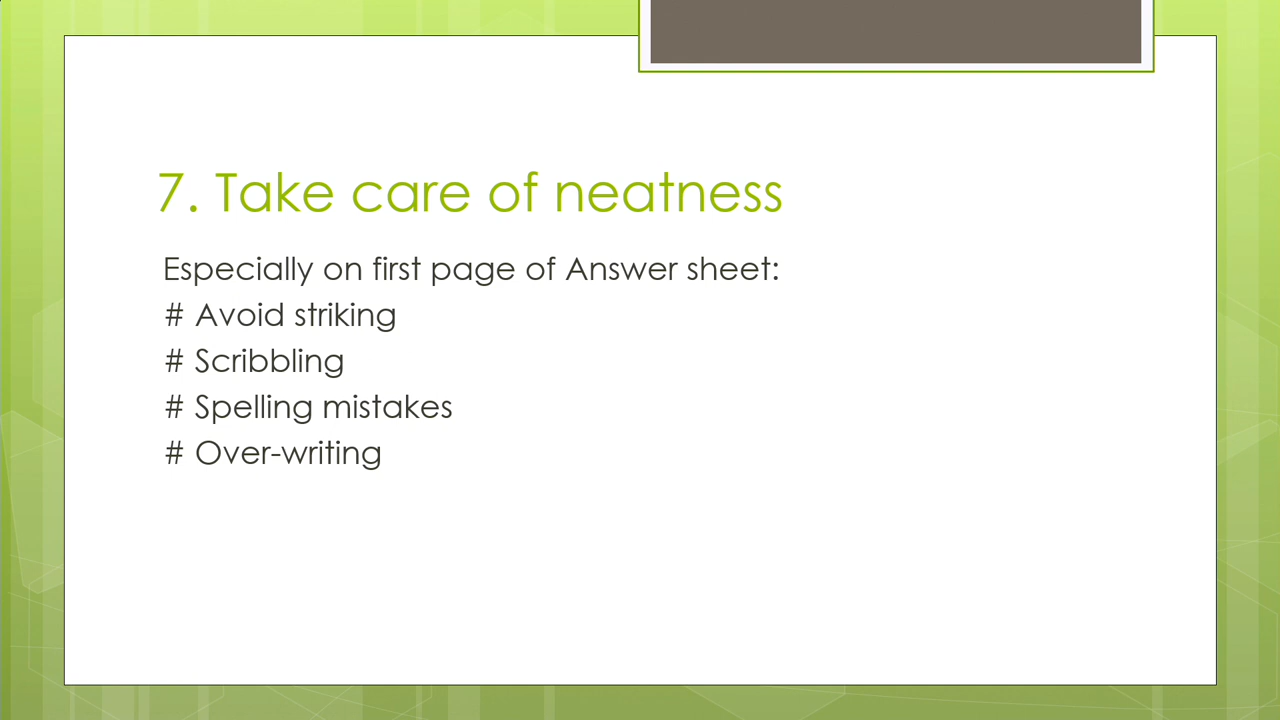 7. Take care of neatness
Especially on first page of Answer sheet:
# Avoid striking
# Scribbling
# Spelling mistakes
# Over-writing